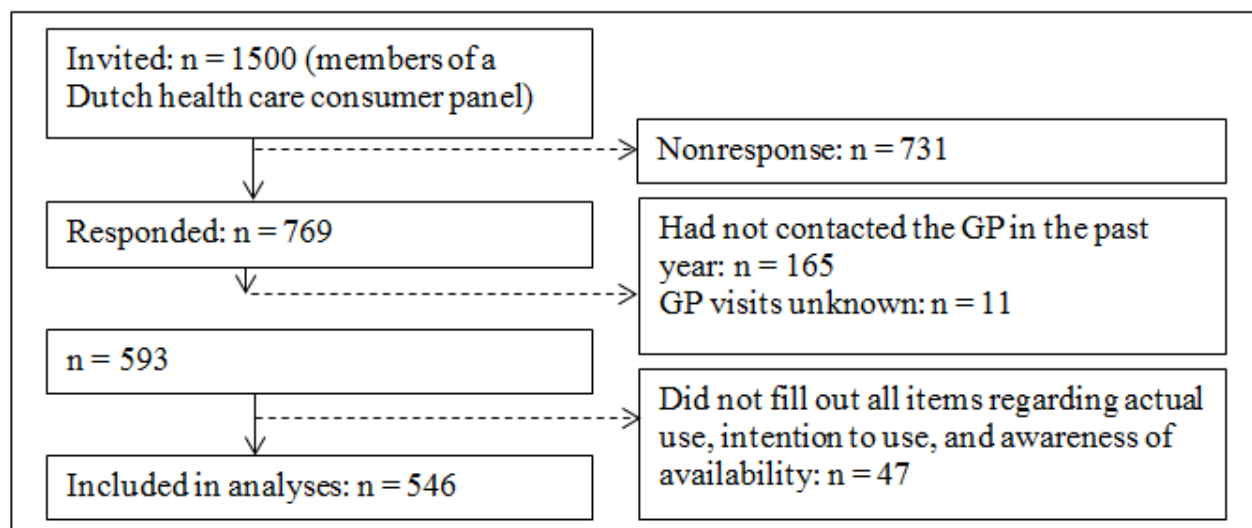 Invited: n = 1500 (members of a
Dutch health care consumer panel)
Nonresponse: n = 731
Responded: n = 769
Had not contacted the GP in the past
year: n = 165
GP visits unknown: n = 11
n = 593
Did not fill out all items regarding actual
use, intention to use, and awareness of
availability: n = 47
Included in analyses: n = 546